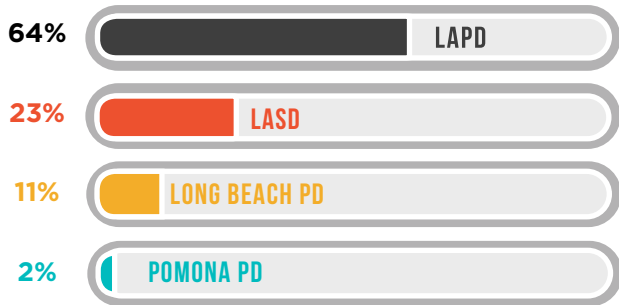 64% LAPD
23% LASD
11% LONG BEACH PD
2% POMONA PD